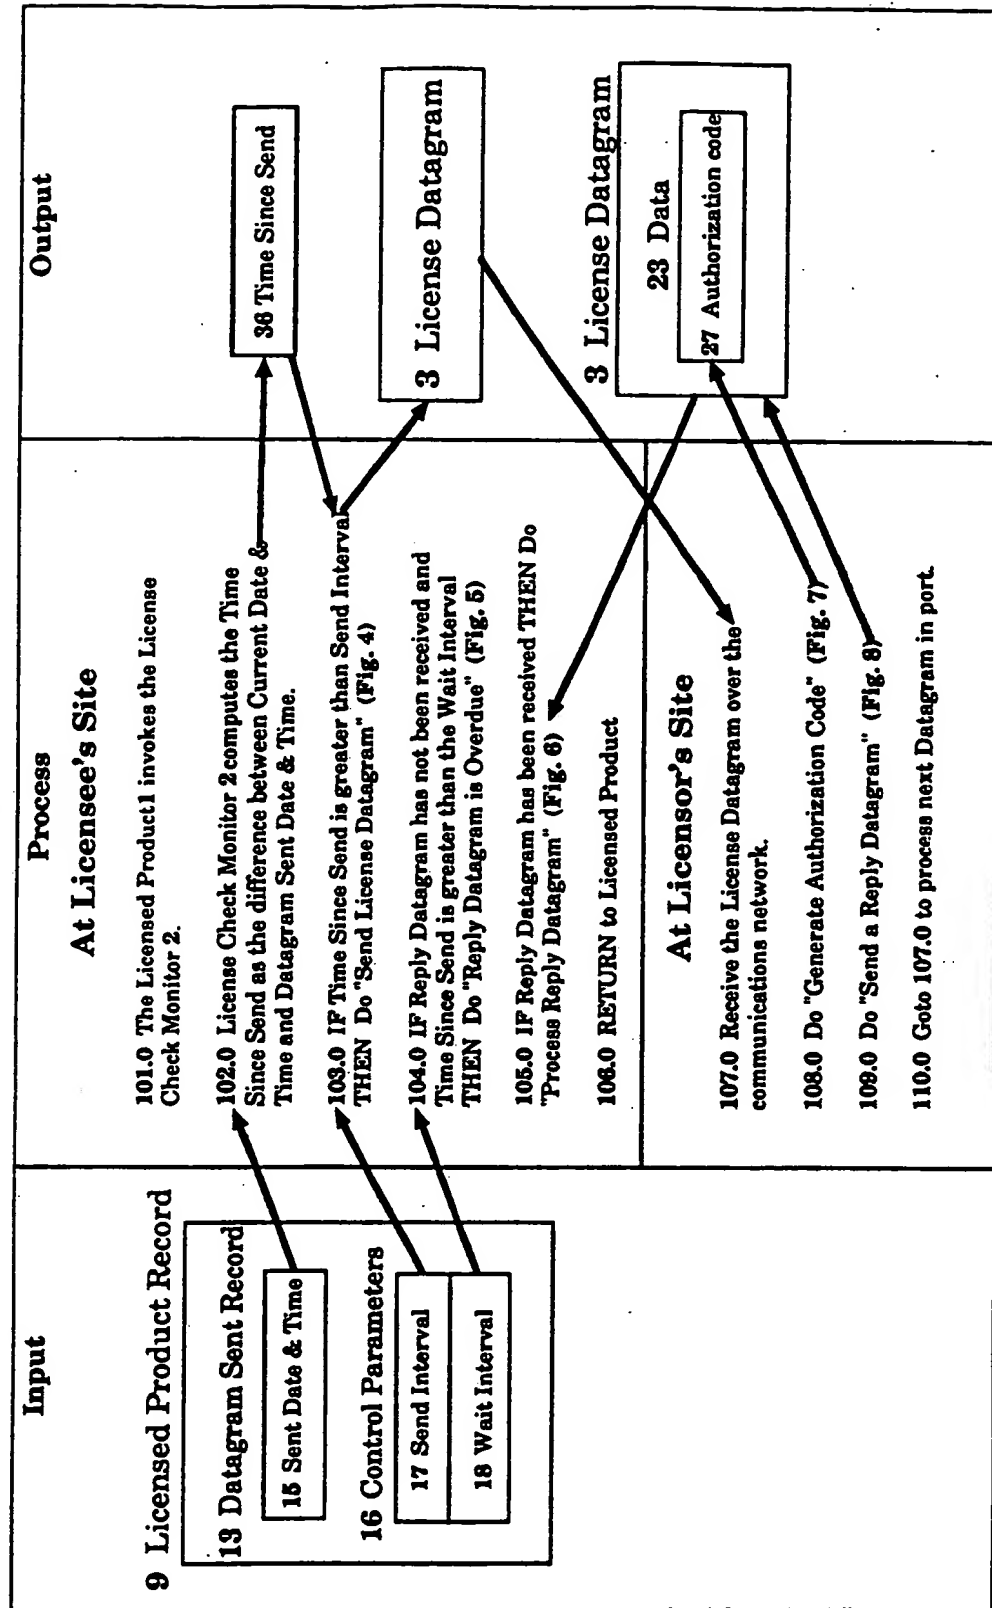 Input
9 Licensed Product Record
13 Datagram Sent Record
15 Sent Date & Time
16 Control Parameters
17 Send Interval
18 Wait Interval
Process
At Licensee's Site
101.0 The Licensed Product1 invokes the License
Check Monitor 2.
102.0 License Check Monitor 2 computes the Time
Since Send as the difference between Current Date &
Time and Datagram Sent Date & Time.
103.0 IF Time Since Send is greater than Send Interval
THEN Do "Send License Datagram" (Fig. 4)
104.0 IF Reply Datagram has not been received and
Time Since Send is greater than the Wait Interval
THEN Do "Reply Datagram is Overdue" (Fig. 5)
105.0 IF Reply Datagram has been received THEN Do
"Process Reply Datagram" (Fig. 6)
106.0 RETURN to Licensed Product
At Licensor's Site
107.0 Receive the License Datagram over the
communications network.
108.0 Do "Generate Authorization Code" (Fig. 7)
109.0 Do "Send a Reply Datagram" (Fig. 8)
110.0 Goto 107.0 to process next Datagram in port.
Output
36 Time Since Send
3 License Datagram
3 License Datagram
23 Data
27 Authorization code